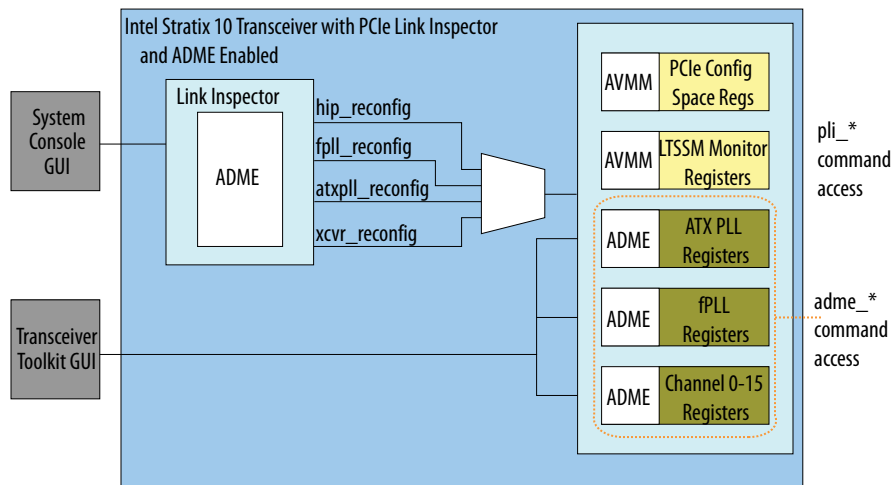 Intel Stratix 10 Transceiver with PCIe Link Inspector
and ADME Enabled
System
Console
GUI
Link Inspector
ADME
hip_reconfig
fpll_reconfig
atxpll_reconfig
xcvr_reconfig
AVMM
PCIe Config
Space Regs
AVMM
LTSSM Monitor
Registers
ADME
ATX PLL
Registers
ADME
fPLL
Registers
ADME
Channel 0-15
Registers
pli_*
command
access
adme_*
command
access
Transceiver
Toolkit GUI